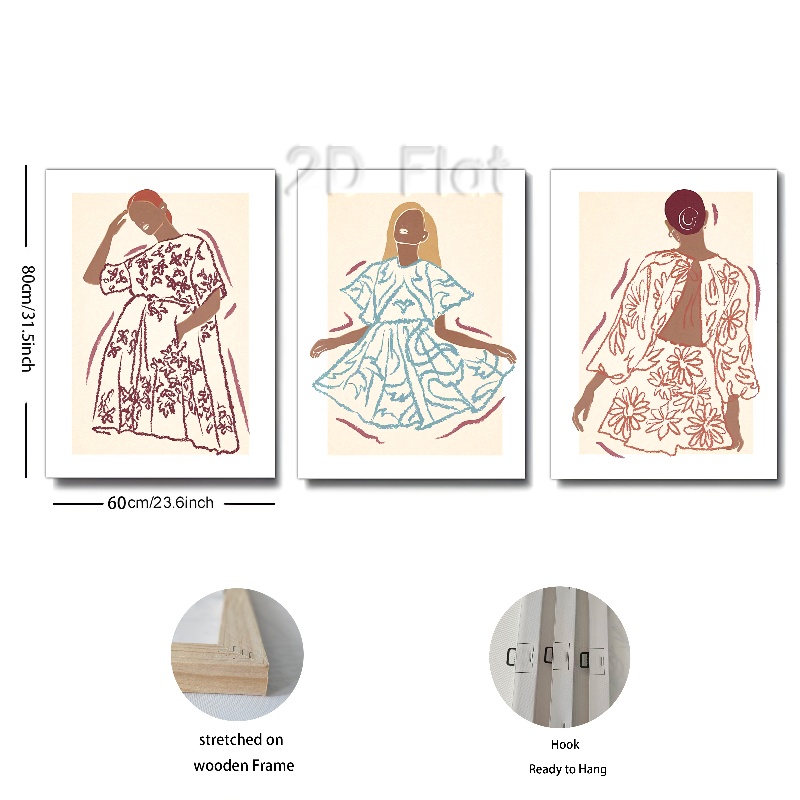 2D Flat
80cm/31.5inch
60cm/23.6inch
stretched on
wooden Frame
Hook
Ready to Hang